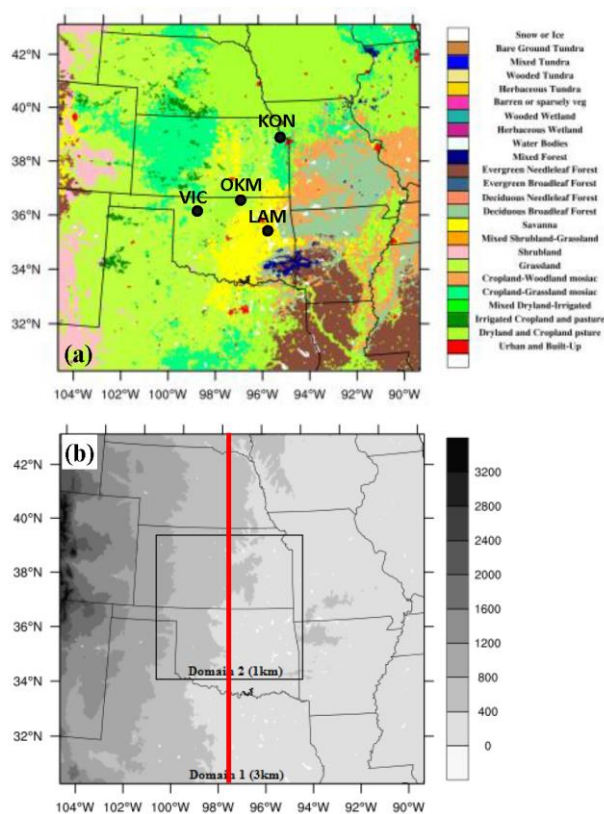 42°N
40°N
38°N
36°N
34°N
32°N
KON
OKM
VIC
LAM
(a)
104°W 102°W 100°W 98°W 96°W 94°W 92°W 90°W
Snow or Ice
Bare Ground Tundra
Mixed Tundra
Wooded Tundra
Herbaceous Tundra
Barren or sparsely veg
Wooded Wetland
Herbaceous Wetland
Water Bodies
Mixed Forest
Evergreen Needleleaf Forest
Evergreen Broadleaf Forest
Deciduous Needleleaf Forest
Deciduous Broadleaf Forest
Savanna
Mixed Shrubland-Grassland
Shrubland
Grassland
Cropland-Woodland mosiac
Cropland-Grassland mosiac
Mixed Dryland-Irrigated
Irrigated Cropland and pasture
Dryland and Cropland psture
Urban and Built-Up
(b)
42°N
40°N
38°N
36°N
34°N
32°N
Domain 2 (1km)
Domain 1 (3km)
104°W 102°W 100°W 98°W 96°W 94°W 92°W 90°W
3200
2800
2400
2000
1600
1200
800
400
0